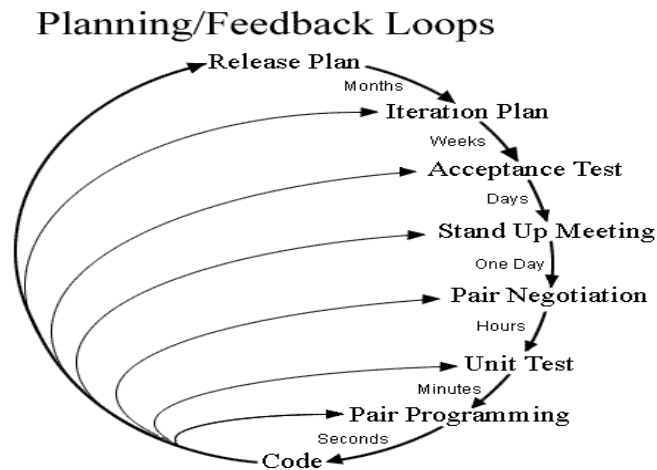 Planning/Feedback Loops
Release Plan
Months
Iteration Plan
Weeks
Acceptance Test
Days
Stand Up Meeting
One Day
Pair Negotiation
Hours
Unit Test
Minutes
Pair Programming
Seconds
Code